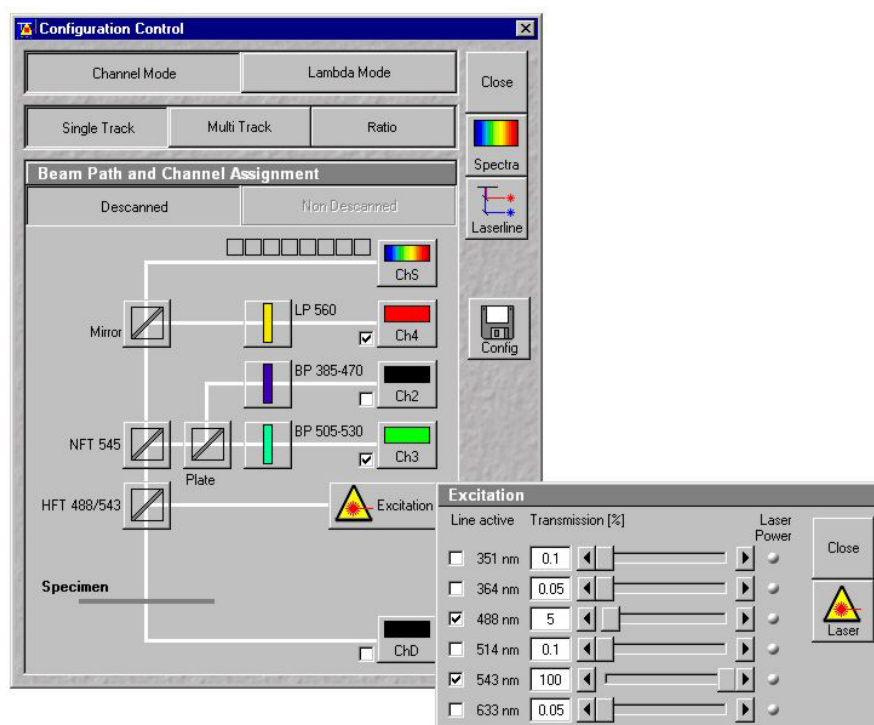 Configuration Control
Channel Mode
Lambda Mode
Close
Single Track
Multi Track
Ratio
Spectra
Beam Path and Channel Assignment
Descanned
Non Descanned
Laserline
ChS
LP 560
Mirror
Ch4
Config
BP 385-470
Ch2
BP 505-530
NFT 545
Ch3
Plate
HFT 488/543
Excitation
Specimen
ChD
Excitation
Line active Transmission [%] Laser Power
Close
351 nm 0.1
364 nm 0.05
488 nm 5
Laser
514 nm 0.1
543 nm 100
633 nm 0.05